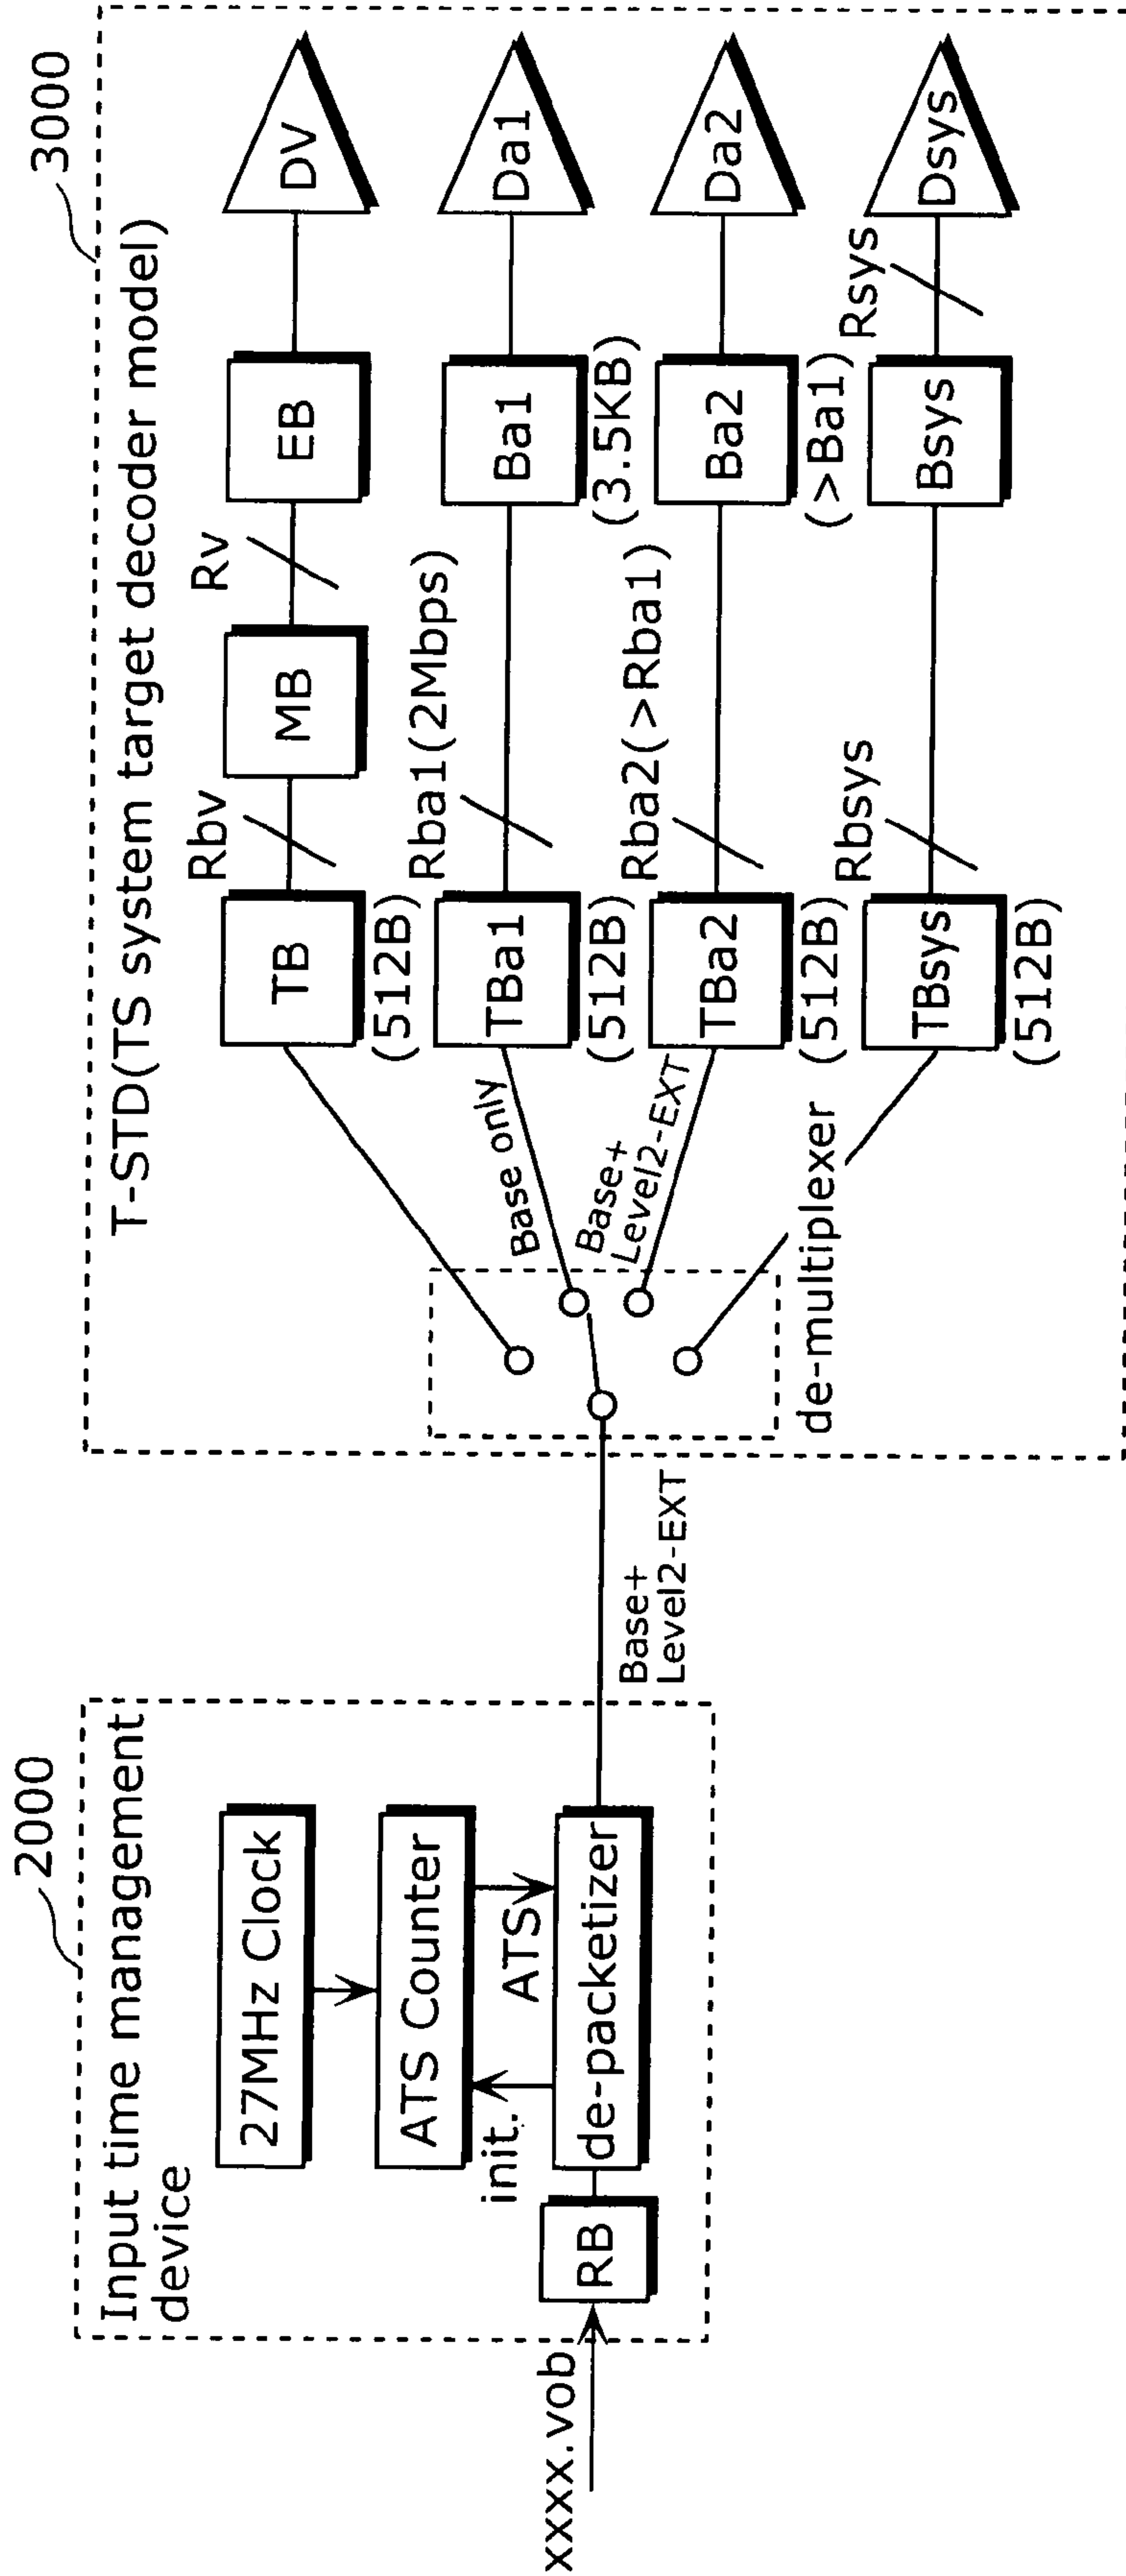 2000
Input time management
device
27MHz Clock
ATS Counter
init.
ATS
xxxx.vob
RB
de-packetizer
Base+
Level2-EXT
3000
T-STD(TS system target decoder model)
de-multiplexer
Base only
Base+
Level2-EXT
TB
(512B)
Rbv
MB
Rv
EB
DV
TBa1
(512B)
Rba1(2Mbps)
Ba1
(3.5KB)
Da1
TBa2
(512B)
Rba2(>Rba1)
Ba2
(>Ba1)
Da2
TBsys
(512B)
Rbsys
Bsys
Rsys
Dsys